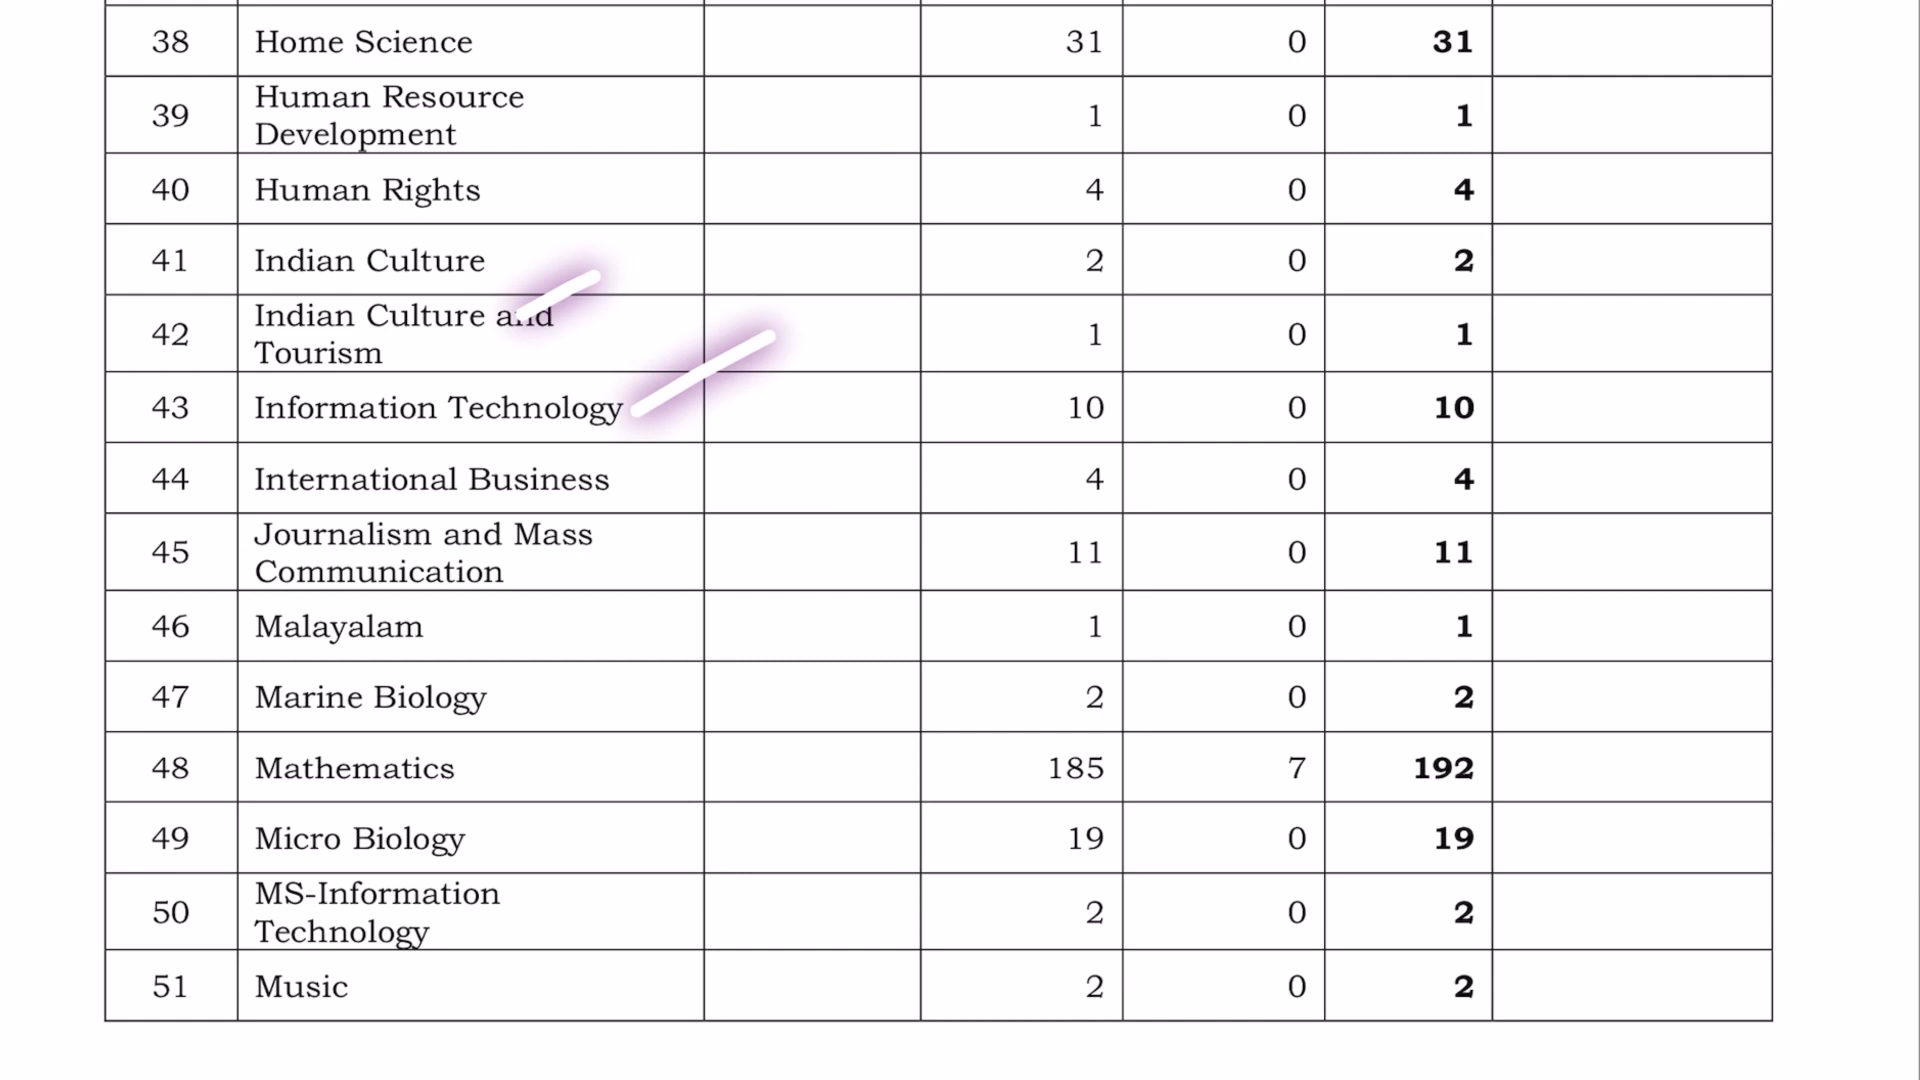 38 Home Science 31 0 31
39 Human Resource Development 1 0 1
40 Human Rights 4 0 4
41 Indian Culture 2 0 2
42 Indian Culture and Tourism 1 0 1
43 Information Technology 10 0 10
44 International Business 4 0 4
45 Journalism and Mass Communication 11 0 11
46 Malayalam 1 0 1
47 Marine Biology 2 0 2
48 Mathematics 185 7 192
49 Micro Biology 19 0 19
50 MS-Information Technology 2 0 2
51 Music 2 0 2